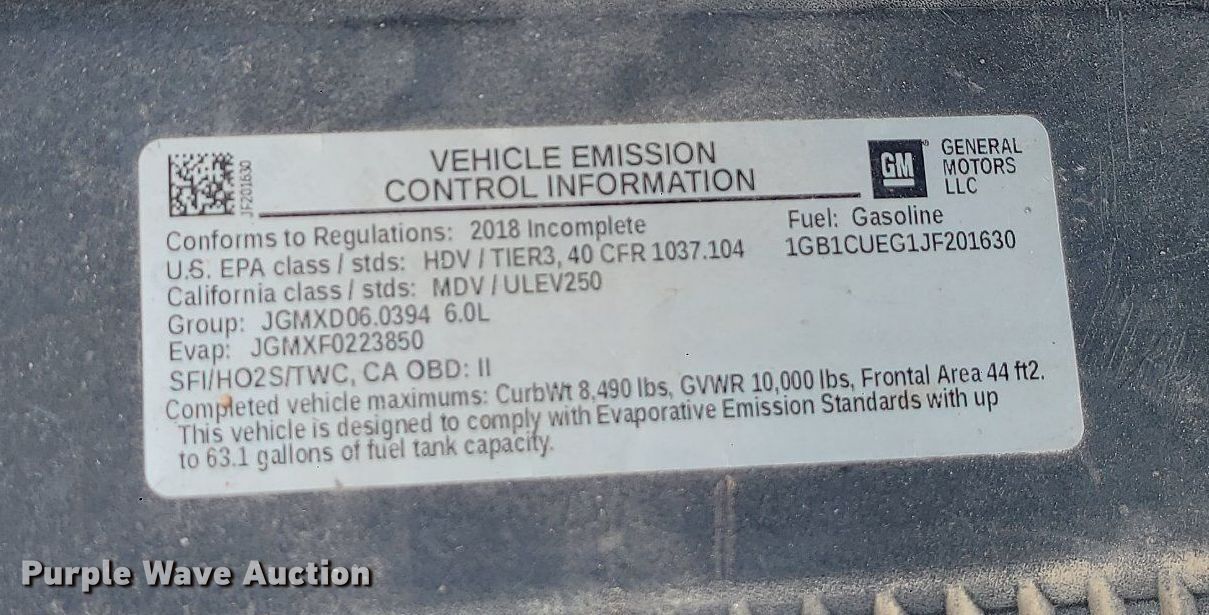 VEHICLE EMISSION
CONTROL INFORMATION
GM
GENERAL
MOTORS
LLC
JF201630
Conforms to Regulations: 2018 Incomplete
Fuel: Gasoline
U.S. EPA class / stds: HDV / TIER3, 40 CFR 1037.104
1GB1CUEG1JF201630
California class / stds: MDV / ULEV250
Group: JGMXD06.0394 6.0L
Evap: JGMXF0223850
SFI/HO2S/TWC, CA OBD: II
Completed vehicle maximums: CurbWt 8,490 lbs, GVWR 10,000 lbs, Frontal Area 44 ft2.
This vehicle is designed to comply with Evaporative Emission Standards with up
to 63.1 gallons of fuel tank capacity.
Purple Wave Auction